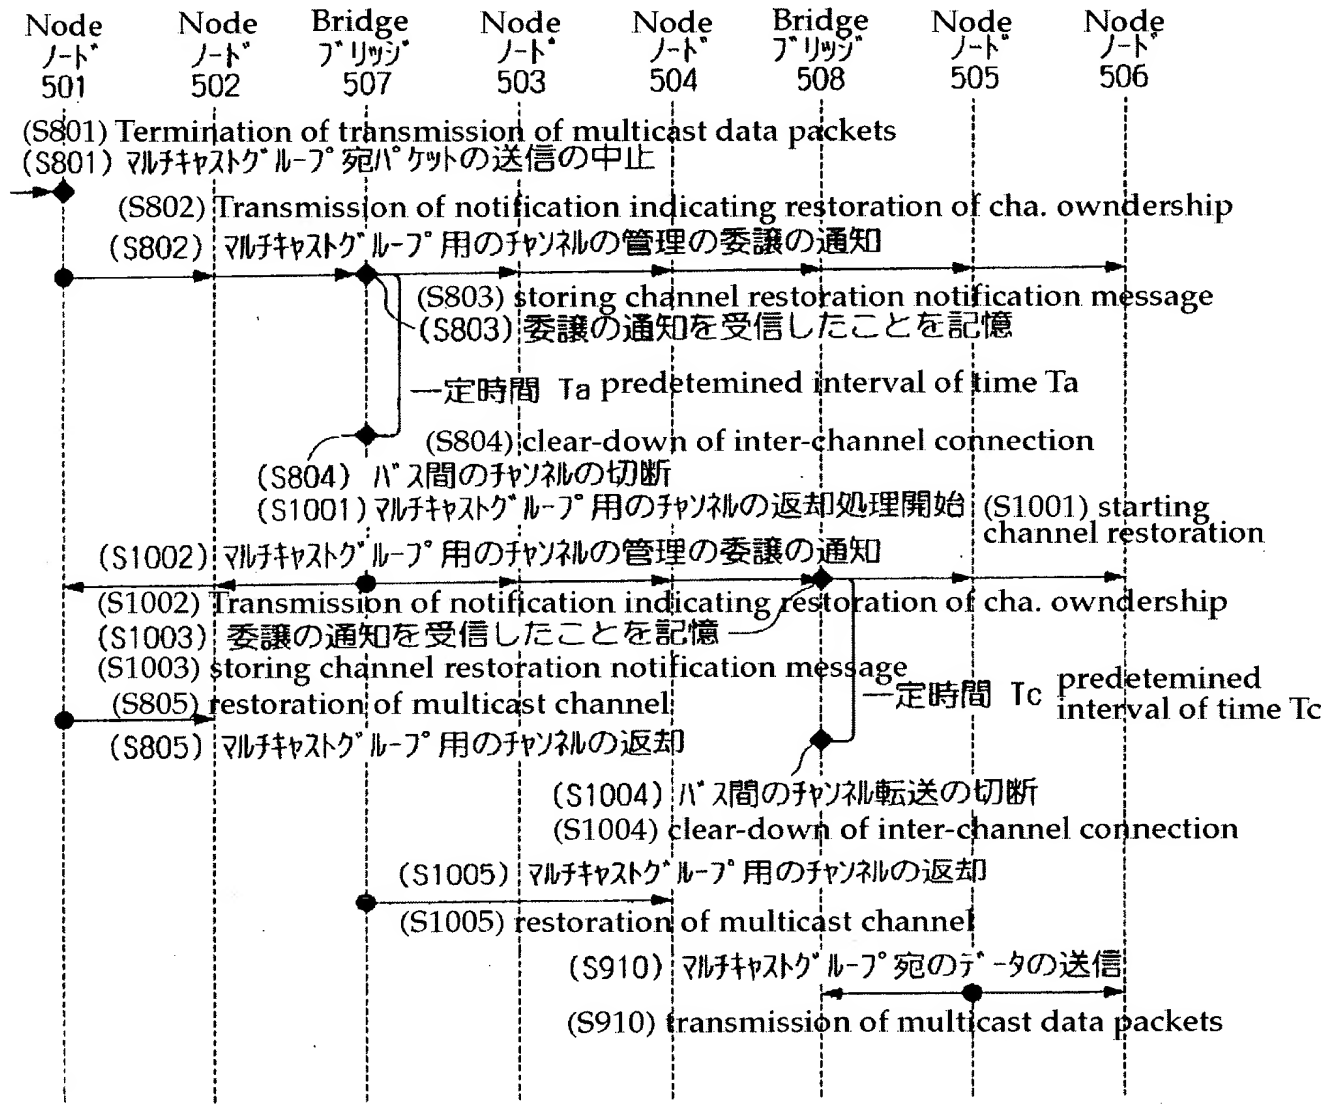 Node Node Bridge Node Node Bridge Node Node
ﾉｰﾄﾞ ﾉｰﾄﾞ ﾌﾞﾘｯｼﾞ ﾉｰﾄﾞ ﾉｰﾄﾞ ﾌﾞﾘｯｼﾞ ﾉｰﾄﾞ ﾉｰﾄﾞ
501 502 507 503 504 508 505 506
(S801) Termination of transmission of multicast data packets
(S801) ﾏﾙﾁｷｬｽﾄｸﾞﾙｰﾌﾟ宛ﾊﾟｹｯﾄの送信の中止
(S802) Transmission of notification indicating restoration of cha. owndership
(S802) ﾏﾙﾁｷｬｽﾄｸﾞﾙｰﾌﾟ用のﾁｬﾝﾈﾙの管理の委譲の通知
(S803) storing channel restoration notification message
(S803) 委譲の通知を受信したことを記憶
一定時間 Ta predetemined interval of time Ta
(S804) clear-down of inter-channel connection
(S804) ﾊﾞｽ間のﾁｬﾝﾈﾙの切断
(S1001) ﾏﾙﾁｷｬｽﾄｸﾞﾙｰﾌﾟ用のﾁｬﾝﾈﾙの返却処理開始 (S1001) starting
channel restoration
(S1002) ﾏﾙﾁｷｬｽﾄｸﾞﾙｰﾌﾟ用のﾁｬﾝﾈﾙの管理の委譲の通知
(S1002) Transmission of notification indicating restoration of cha. owndership
(S1003) 委譲の通知を受信したことを記憶
(S1003) storing channel restoration notification message
一定時間 Tc predetemined
interval of time Tc
(S805) restoration of multicast channel
(S805) ﾏﾙﾁｷｬｽﾄｸﾞﾙｰﾌﾟ用のﾁｬﾝﾈﾙの返却
(S1004) ﾊﾞｽ間のﾁｬﾝﾈﾙ転送の切断
(S1004) clear-down of inter-channel connection
(S1005) ﾏﾙﾁｷｬｽﾄｸﾞﾙｰﾌﾟ用のﾁｬﾝﾈﾙの返却
(S1005) restoration of multicast channel
(S910) ﾏﾙﾁｷｬｽﾄｸﾞﾙｰﾌﾟ宛のﾃﾞｰﾀの送信
(S910) transmission of multicast data packets